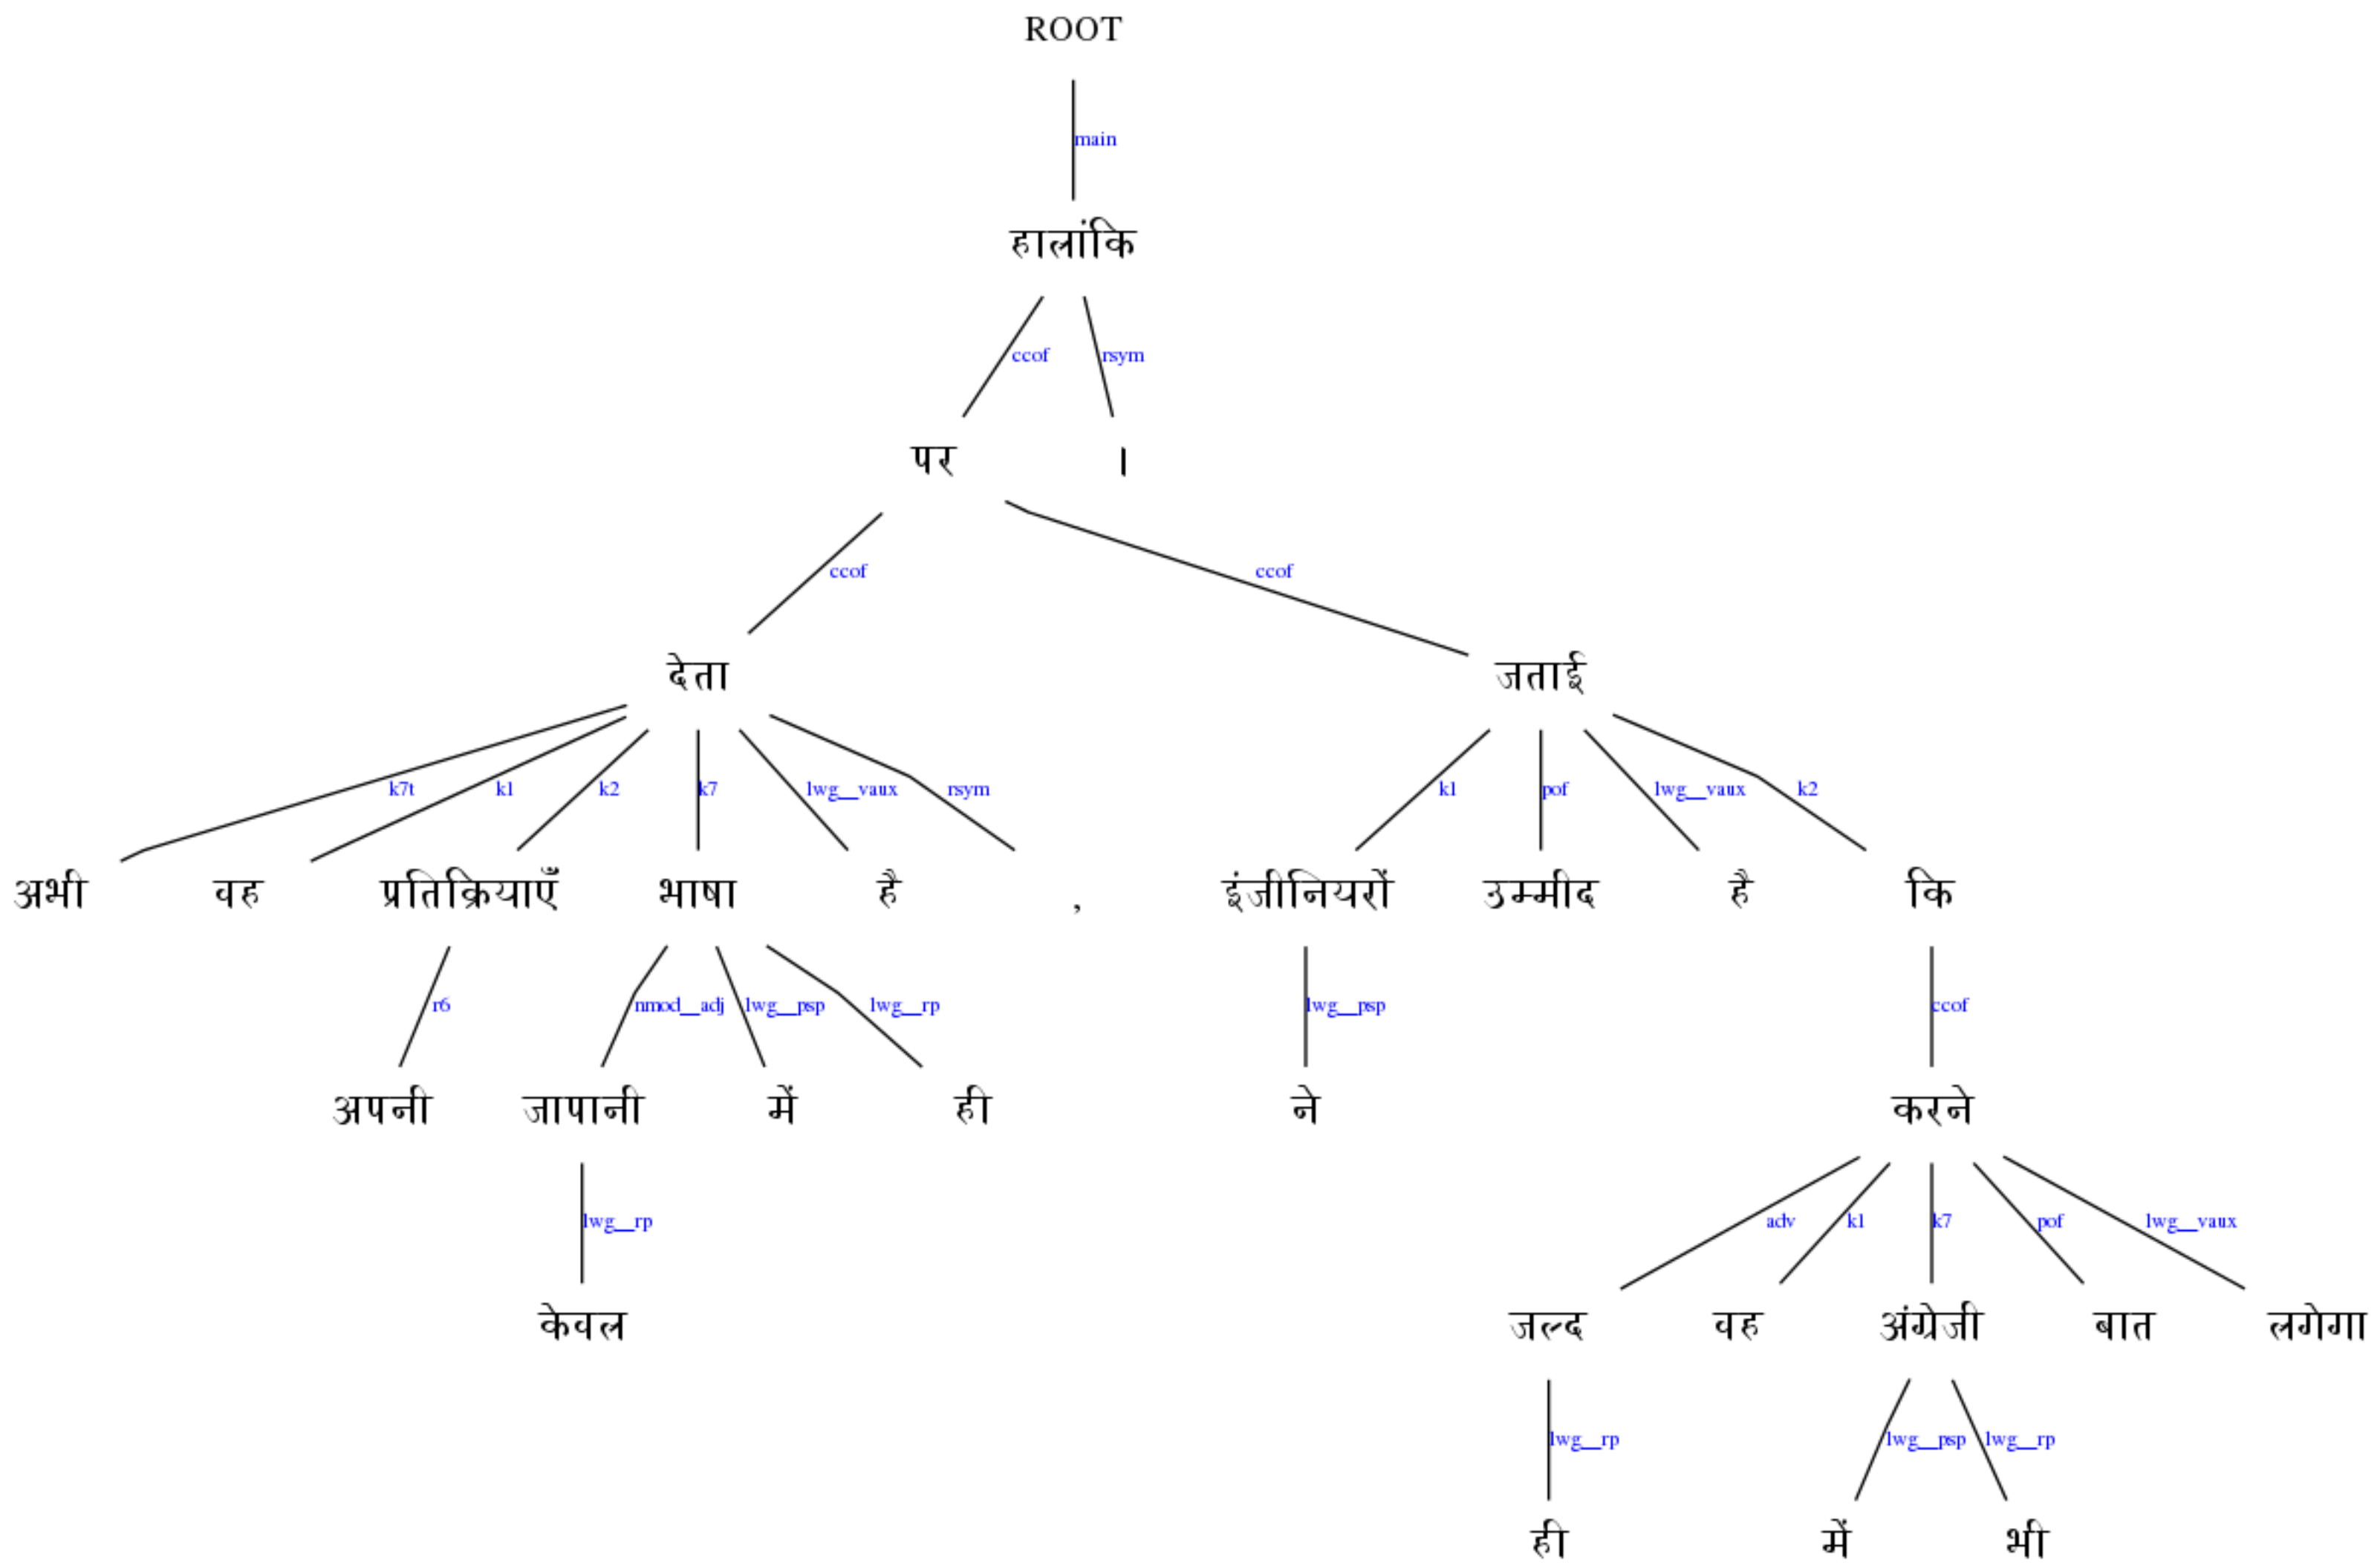 ROOT
main
हालांकि
ccof rsym
पर ।
ccof ccof
देता जताई
k7t k1 k2 k7 lwg__vaux rsym k1 pof lwg__vaux k2
अभी वह प्रतिक्रियाएँ भाषा है , इंजीनियरों उम्मीद है कि
r6 nmod__adj lwg__psp lwg__rp lwg__psp ccof
अपनी जापानी में ही ने करने
lwg__rp adv k1 k7 pof lwg__vaux
केवल जल्द वह अंग्रेजी बात लगेगा
lwg__rp lwg__psp lwg__rp
ही में भी